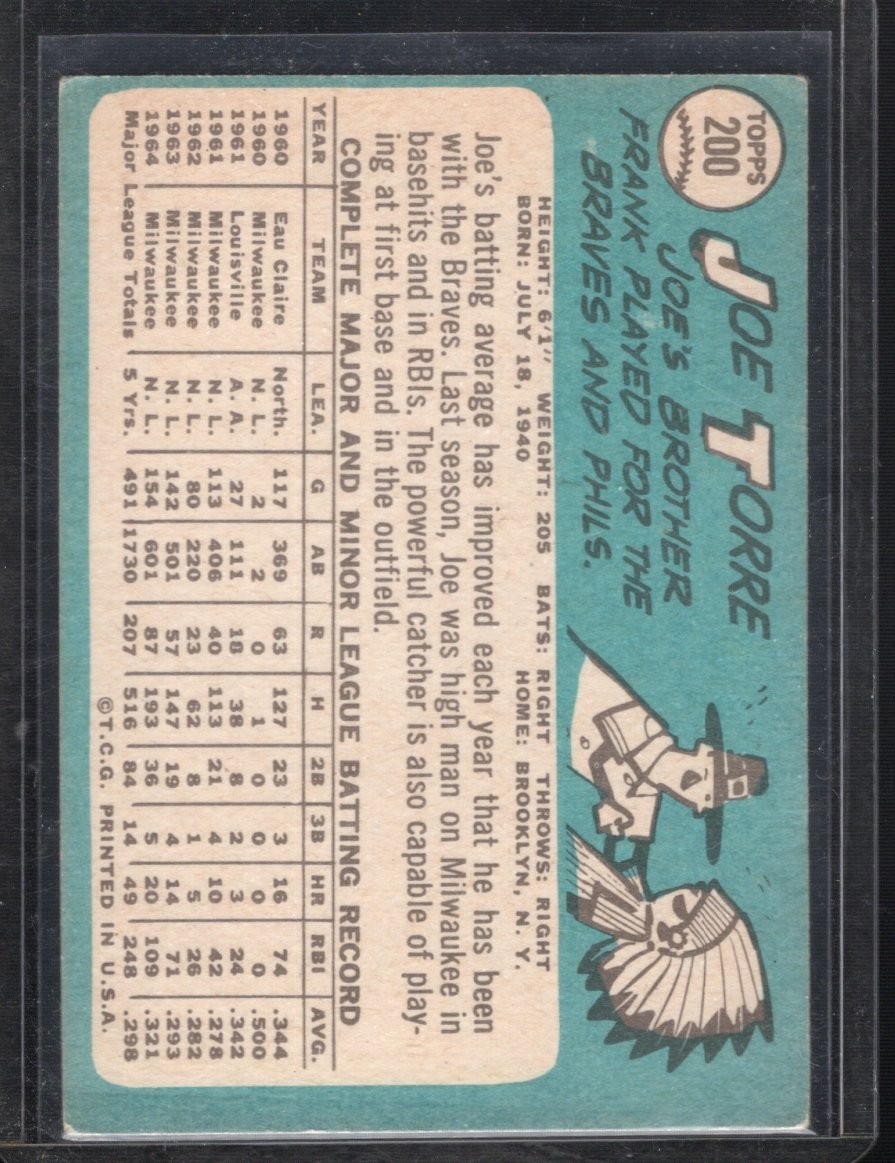 TOPPS
200
JOE TORRE
JOE'S BROTHER
FRANK PLAYED FOR THE
BRAVES AND PHILS.
HEIGHT: 6'1" WEIGHT: 205 BATS: RIGHT THROWS: RIGHT
BORN: JULY 18, 1940 HOME: BROOKLYN, N. Y.
Joe's batting average has improved each year that he has been
with the Braves. Last season, Joe was high man on Milwaukee in
basehits and in RBIs. The powerful catcher is also capable of play-
ing at first base and in the outfield.
COMPLETE MAJOR AND MINOR LEAGUE BATTING RECORD
YEAR TEAM LEA. G AB R H 2B 3B HR RBI AVG.
1960 Eau Claire North. 117 369 63 127 23 3 16 74 .344
1960 Milwaukee N. L. 2 2 0 1 0 0 0 0 .500
1961 Louisville A. A. 27 111 18 38 8 2 3 24 .342
1961 Milwaukee N. L. 113 406 40 113 21 4 10 42 .278
1962 Milwaukee N. L. 80 220 23 62 8 1 5 26 .282
1963 Milwaukee N. L. 142 501 57 147 19 4 14 71 .293
1964 Milwaukee N. L. 154 601 87 193 36 5 20 109 .321
Major League Totals 5 Yrs. 491 1730 207 516 84 14 49 248 .298
©T.C.G. PRINTED IN U.S.A.